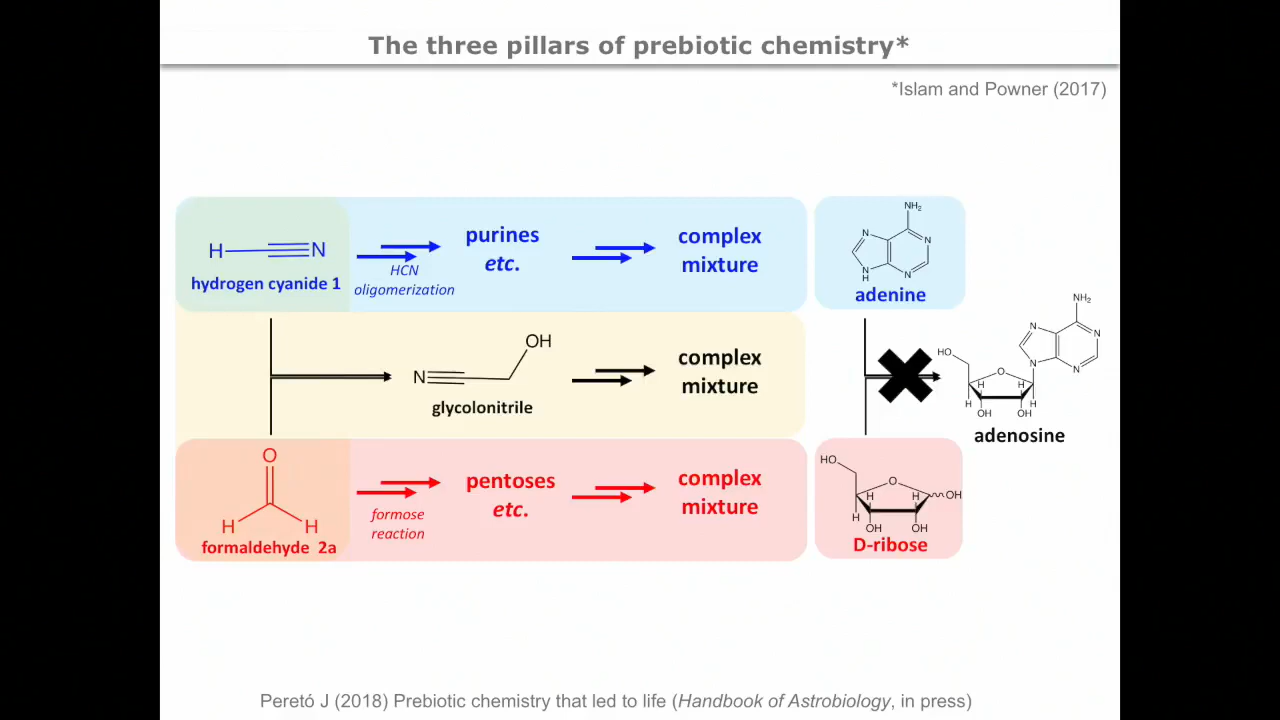 The three pillars of prebiotic chemistry*
*Islam and Powner (2017)
H
N
hydrogen cyanide 1
HCN
oligomerization
purines
etc.
complex
mixture
NH2
N
N
N
H
N
adenine
N
OH
glycolonitrile
complex
mixture
NH2
N
N
N
N
HO
O
H
H
H
H
OH
OH
adenosine
O
H
H
formaldehyde 2a
formose
reaction
pentoses
etc.
complex
mixture
HO
O
OH
H
H
H
OH
OH
D-ribose
Peretó J (2018) Prebiotic chemistry that led to life (Handbook of Astrobiology, in press)